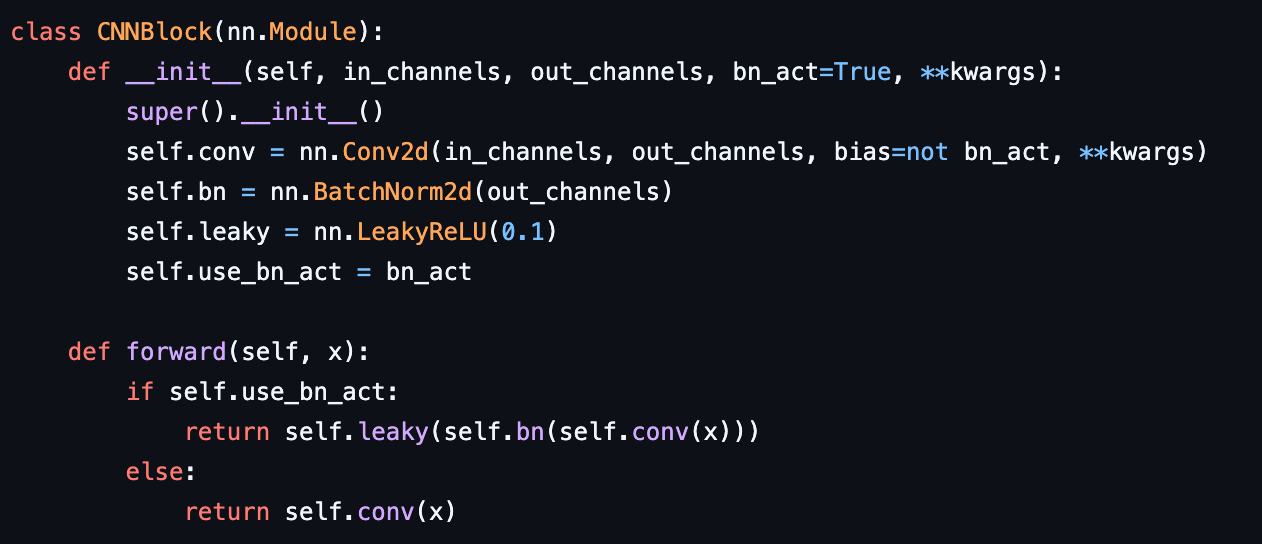 class CNNBlock(nn.Module):
    def __init__(self, in_channels, out_channels, bn_act=True, **kwargs):
        super().__init__()
        self.conv = nn.Conv2d(in_channels, out_channels, bias=not bn_act, **kwargs)
        self.bn = nn.BatchNorm2d(out_channels)
        self.leaky = nn.LeakyReLU(0.1)
        self.use_bn_act = bn_act

    def forward(self, x):
        if self.use_bn_act:
            return self.leaky(self.bn(self.conv(x)))
        else:
            return self.conv(x)